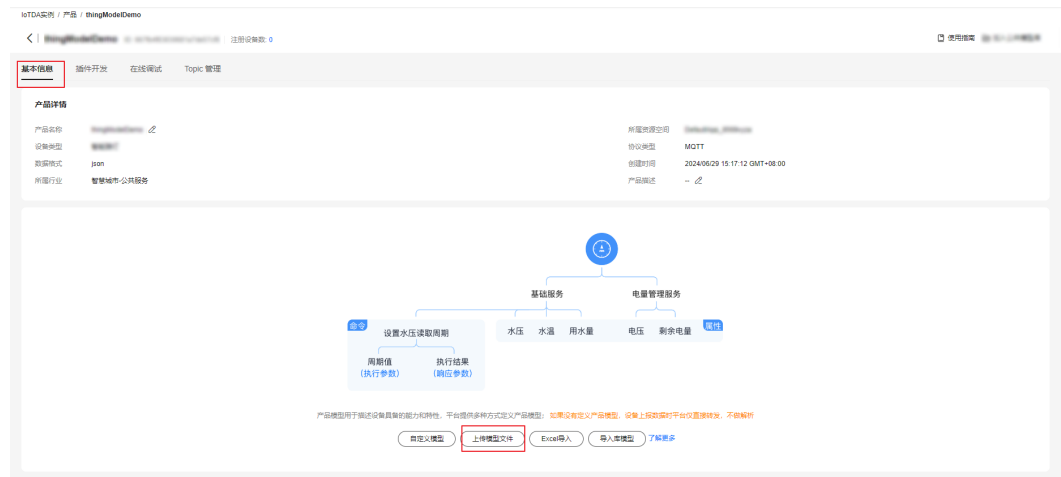 IoTDA实例 / 产品 / thingModelDemo
注册设备数 0
使用指南
基本信息 插件开发 在线调试 Topic 管理
产品详情
产品名称
所属资源空间
设备类型
协议类型 MQTT
数据格式 json
创建时间 2024/06/29 15:17:12 GMT+08:00
所属行业 智慧城市-公共服务
产品描述 --
基础服务 电量管理服务
命令 设置水压读取周期 水压 水温 用水量 电压 剩余电量 属性
周期值 执行结果
(执行参数) (响应参数)
产品模型用于描述设备具备的能力和特性，平台提供多种方式定义产品模型；如果没有定义产品模型，设备上报数据时平台仅直接转发，不做解析
自定义模型 上传模型文件 Excel导入 导入库模型 了解更多